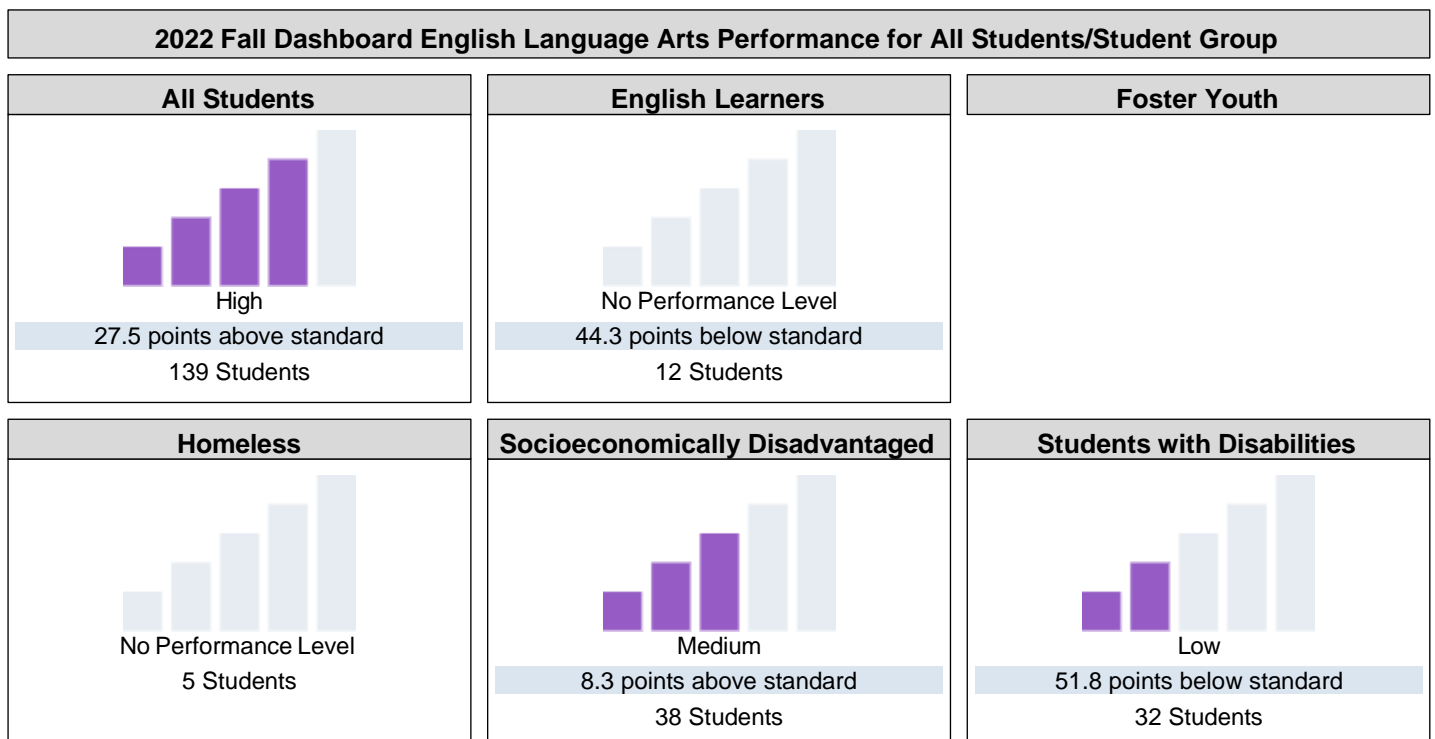 2022 Fall Dashboard English Language Arts Performance for All Students/Student Group
All Students
High
27.5 points above standard
139 Students
English Learners
No Performance Level
44.3 points below standard
12 Students
Foster Youth
Homeless
No Performance Level
5 Students
Socioeconomically Disadvantaged
Medium
8.3 points above standard
38 Students
Students with Disabilities
Low
51.8 points below standard
32 Students